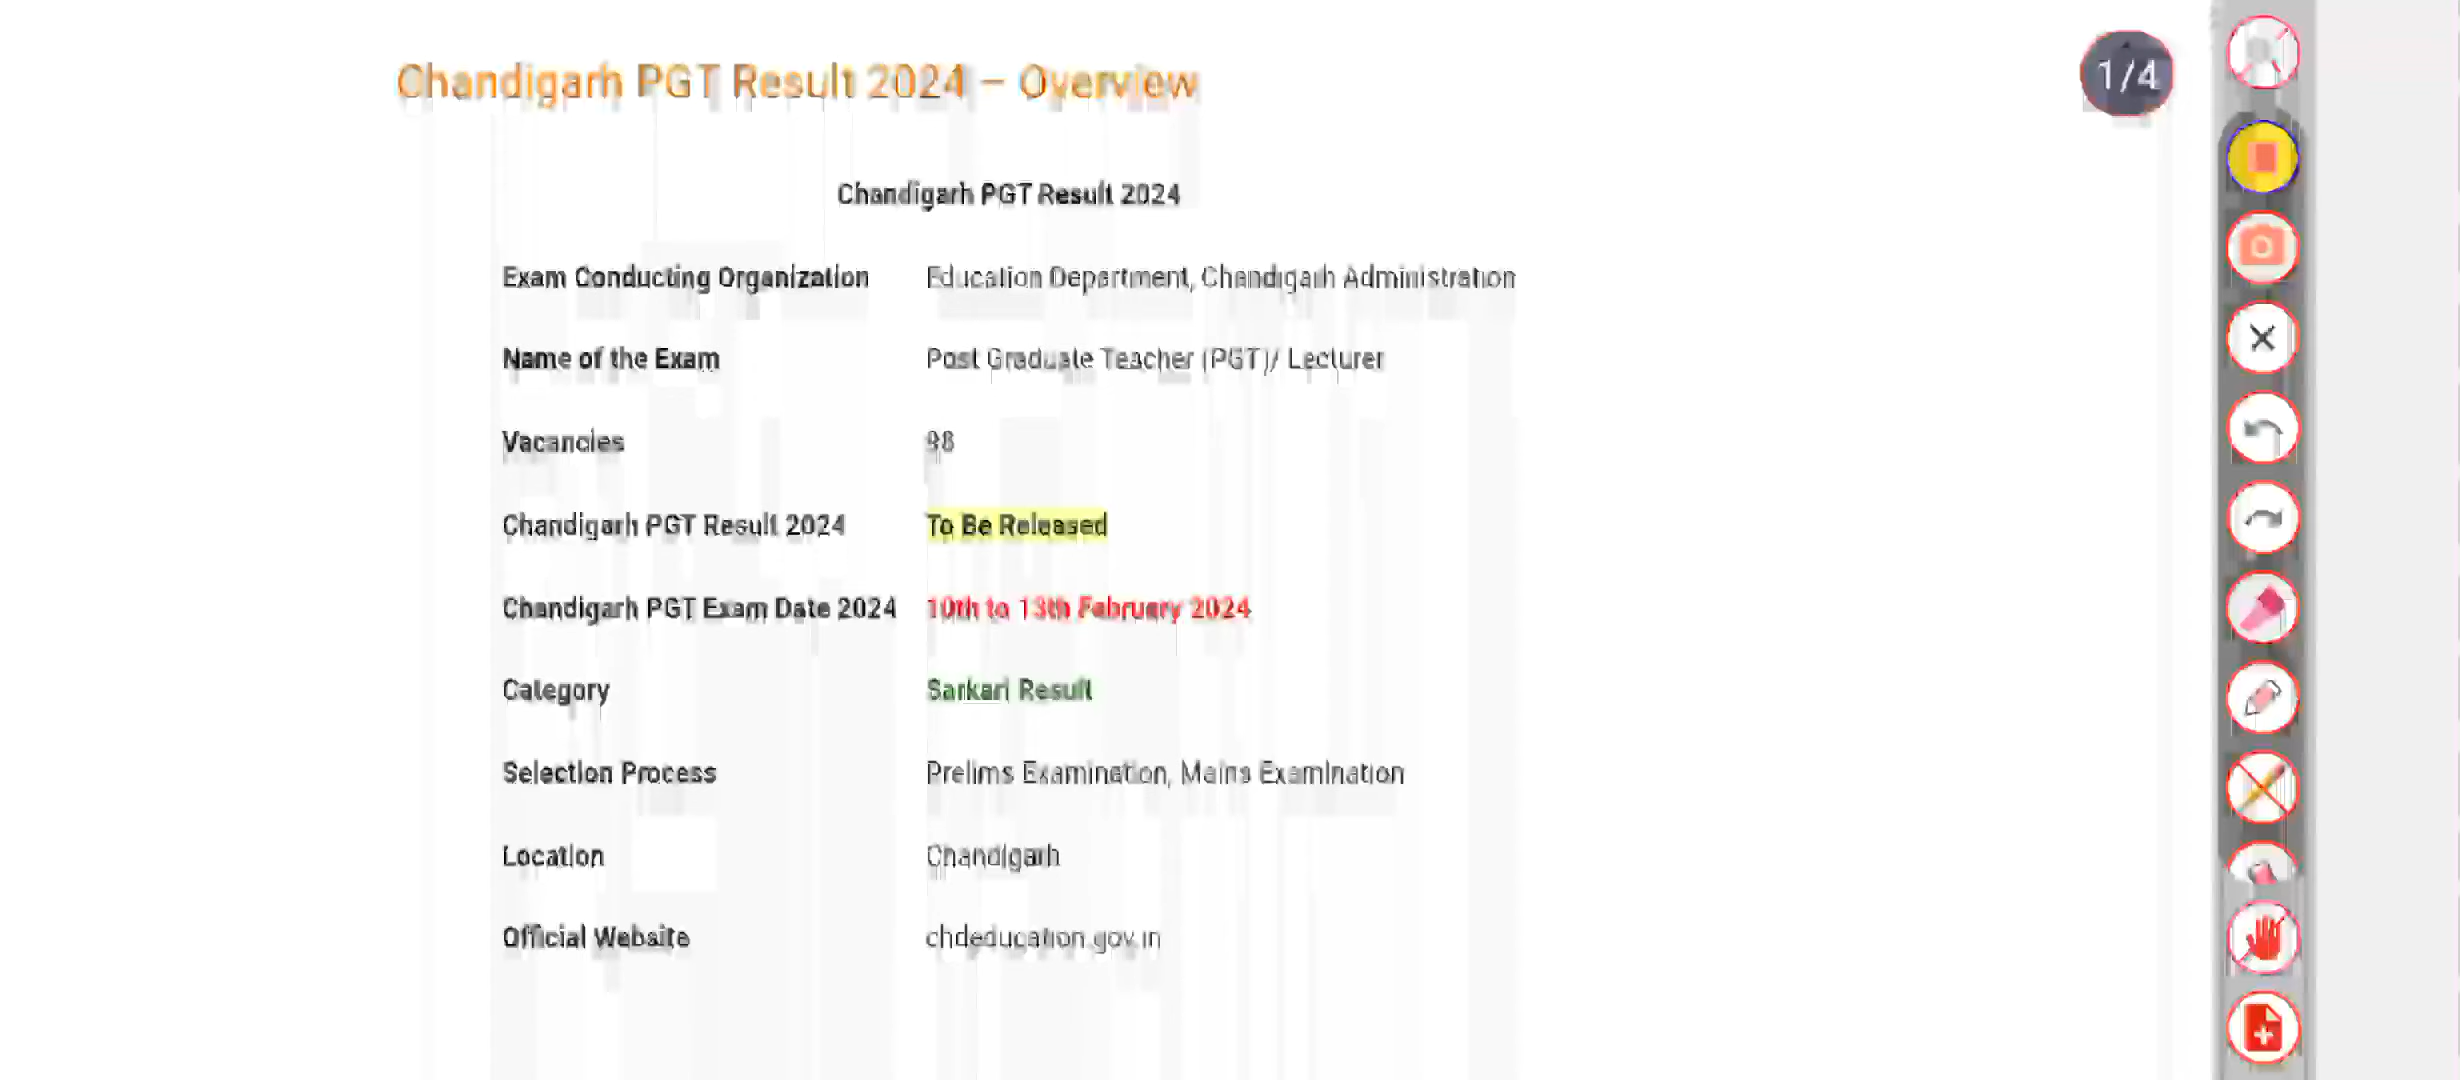 Chandigarh PGT Result 2024 – Overview
1/4
Chandigarh PGT Result 2024
Exam Conducting Organization Education Department, Chandigarh Administration
Name of the Exam Post Graduate Teacher (PGT)/ Lecturer
Vacancies 98
Chandigarh PGT Result 2024 To Be Released
Chandigarh PGT Exam Date 2024 10th to 13th February 2024
Category Sarkari Result
Selection Process Prelims Examination, Mains Examination
Location Chandigarh
Official Website chdeducation.gov.in